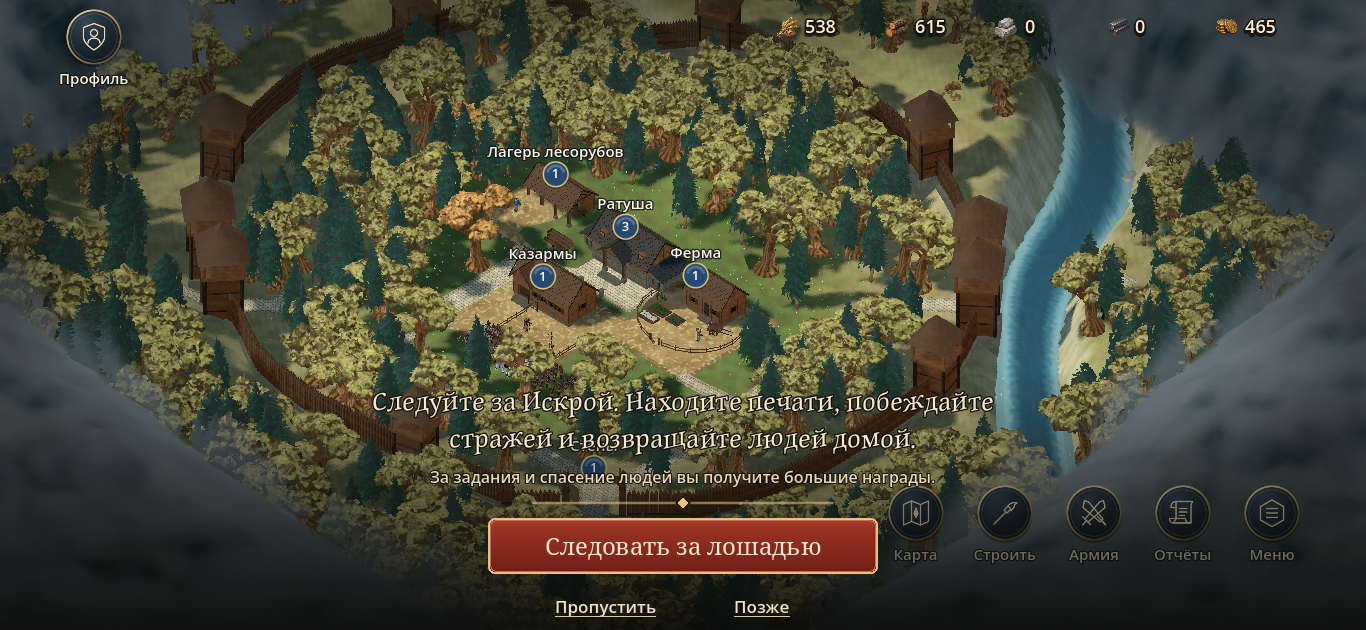 Профиль
538
615
0
0
465
Лагерь лесорубов
1
Ратуша
3
Казармы
1
Ферма
1
Следуйте за Искрой. Находите печати, побеждайте
стражей и возвращайте людей домой.
1
За задания и спасение людей вы получите большие награды.
Следовать за лошадью
Карта
Строить
Армия
Отчёты
Меню
Пропустить
Позже